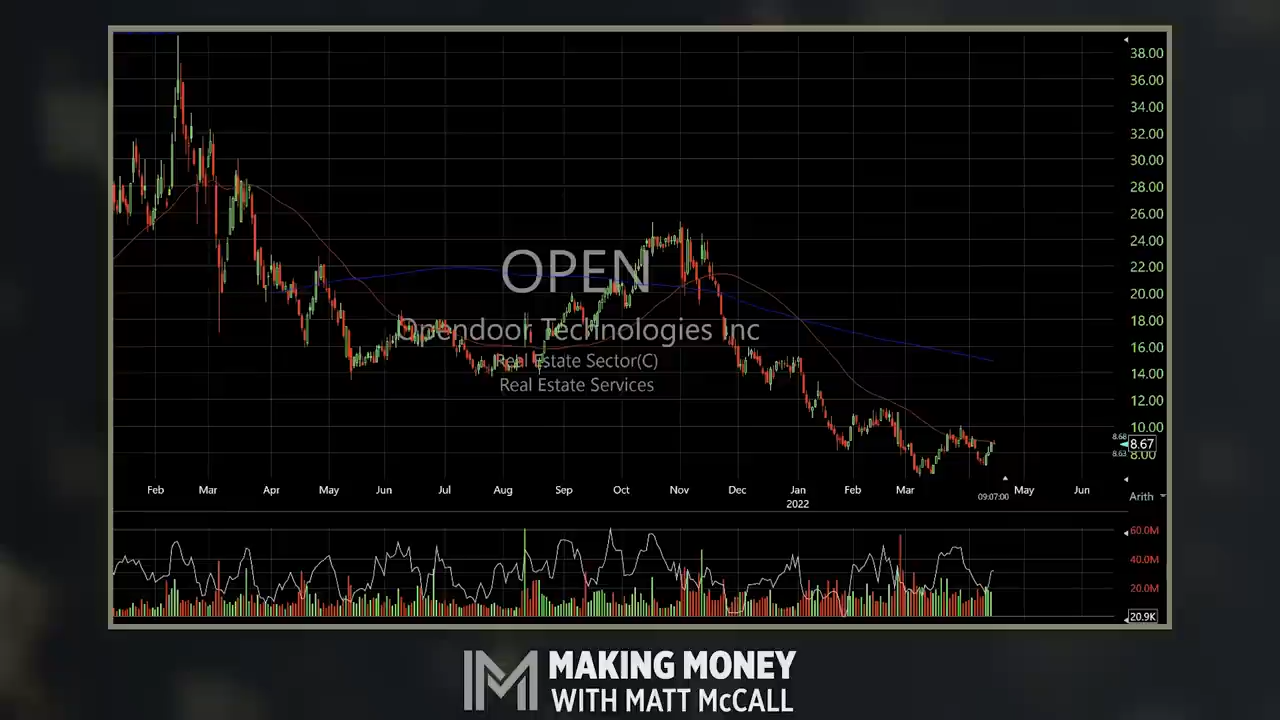 38.00
36.00
34.00
32.00
30.00
28.00
26.00
24.00
22.00
20.00
18.00
16.00
14.00
12.00
10.00
8.68
8.67
8.63
8.00
OPEN
Opendoor Technologies Inc
Real Estate Sector(C)
Real Estate Services
Feb Mar Apr May Jun Jul Aug Sep Oct Nov Dec Jan Feb Mar May Jun
2022
09:07:00
Arith
60.0M
40.0M
20.0M
20.9K
M MAKING MONEY
WITH MATT McCALL